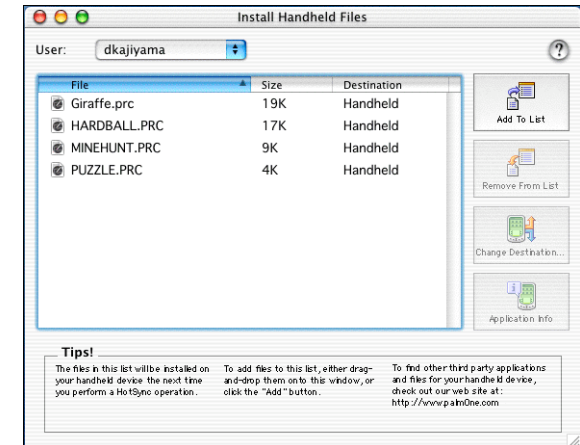 Install Handheld Files
User: dkajiyama
?
File Size Destination
Giraffe.prc 19K Handheld
HARDBALL.PRC 17K Handheld
MINEHUNT.PRC 9K Handheld
PUZZLE.PRC 4K Handheld
Add To List
Remove From List
Change Destination...
Application Info
Tips!
The files in this list will be installed on
your handheld device the next time
you perform a HotSync operation.
To add files to this list, either drag-
and-drop them onto this window, or
click the "Add" button.
To find other third party applications
and files for your handheld device,
check out our web site at:
http://www.palmOne.com